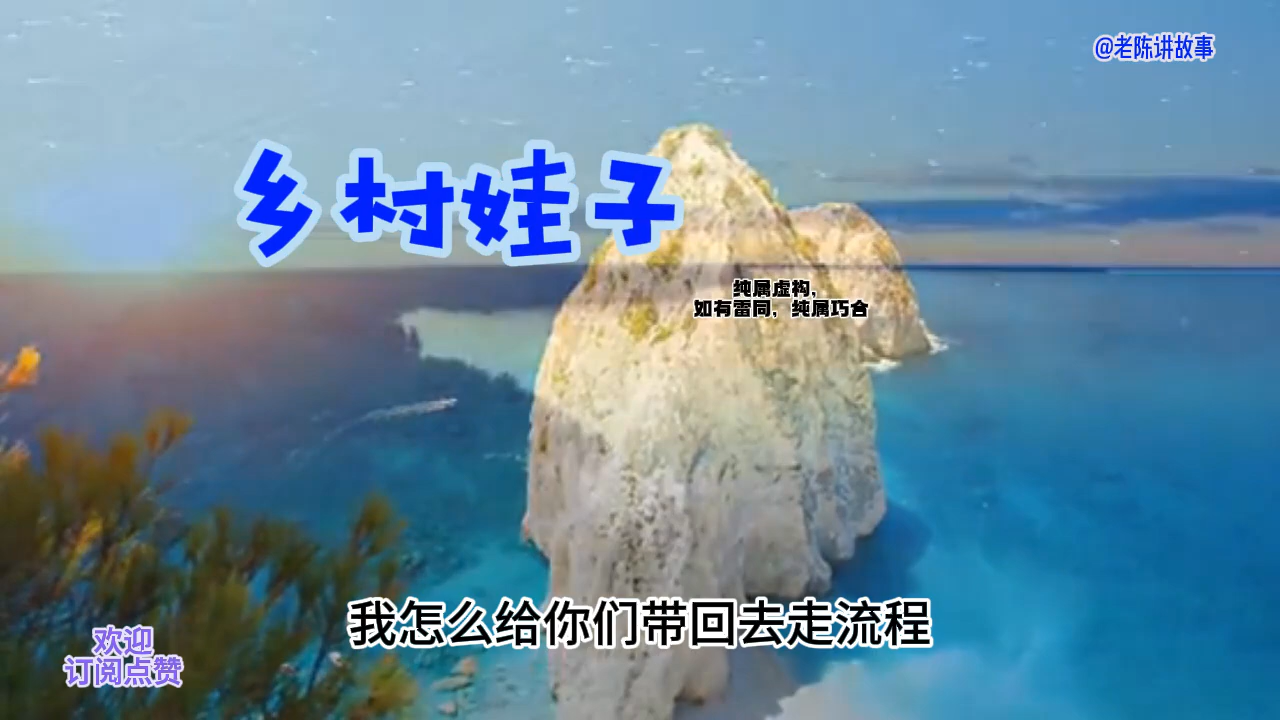 @老陈讲故事
乡村娃子
纯属虚构，
如有雷同，纯属巧合
我怎么给你们带回去走流程
欢迎
订阅点赞